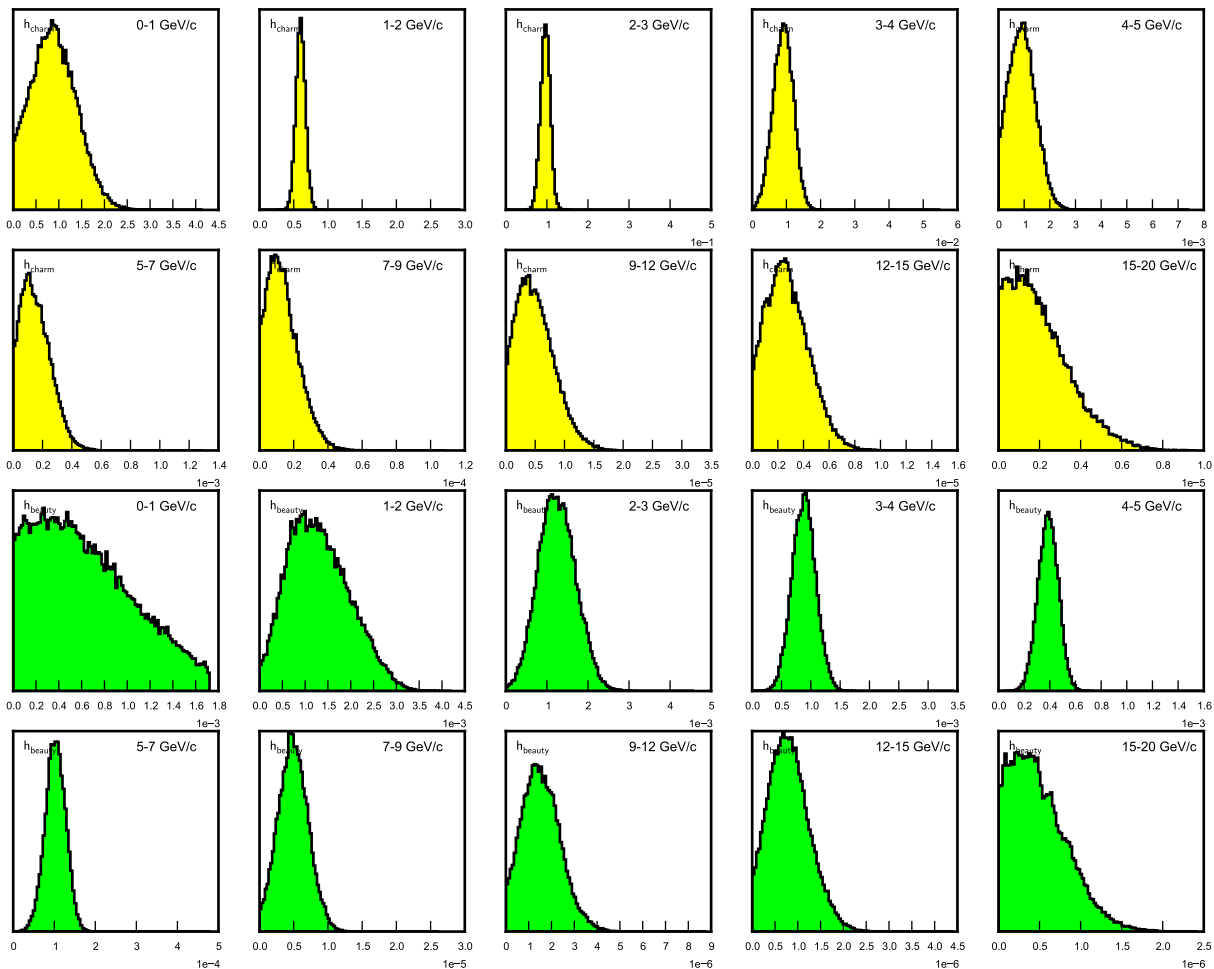 h_charm 0-1 GeV/c h_charm 1-2 GeV/c h_charm 2-3 GeV/c h_charm 3-4 GeV/c h_charm 4-5 GeV/c
0.0 0.5 1.0 1.5 2.0 2.5 3.0 3.5 4.0 4.5 0.0 0.5 1.0 1.5 2.0 2.5 3.0 0 1 2 3 4 5 0 1 2 3 4 5 6 0 1 2 3 4 5 6 7 8
1e−1 1e−2 1e−3
h_charm 5-7 GeV/c h_charm 7-9 GeV/c h_charm 9-12 GeV/c h_charm 12-15 GeV/c h_charm 15-20 GeV/c
0.0 0.2 0.4 0.6 0.8 1.0 1.2 1.4 0.0 0.2 0.4 0.6 0.8 1.0 1.2 0.0 0.5 1.0 1.5 2.0 2.5 3.0 3.5 0.0 0.2 0.4 0.6 0.8 1.0 1.2 1.4 1.6 0.0 0.2 0.4 0.6 0.8 1.0
1e−3 1e−4 1e−5 1e−5 1e−5
h_beauty 0-1 GeV/c h_beauty 1-2 GeV/c h_beauty 2-3 GeV/c h_beauty 3-4 GeV/c h_beauty 4-5 GeV/c
0.0 0.2 0.4 0.6 0.8 1.0 1.2 1.4 1.6 1.8 0.0 0.5 1.0 1.5 2.0 2.5 3.0 3.5 4.0 4.5 0 1 2 3 4 5 0.0 0.5 1.0 1.5 2.0 2.5 3.0 3.5 0.0 0.2 0.4 0.6 0.8 1.0 1.2 1.4 1.6
1e−3 1e−3 1e−3 1e−3 1e−3
h_beauty 5-7 GeV/c h_beauty 7-9 GeV/c h_beauty 9-12 GeV/c h_beauty 12-15 GeV/c h_beauty 15-20 GeV/c
0 1 2 3 4 5 0.0 0.5 1.0 1.5 2.0 2.5 3.0 0 1 2 3 4 5 6 7 8 9 0.0 0.5 1.0 1.5 2.0 2.5 3.0 3.5 4.0 4.5 0.0 0.5 1.0 1.5 2.0 2.5
1e−4 1e−5 1e−6 1e−6 1e−6